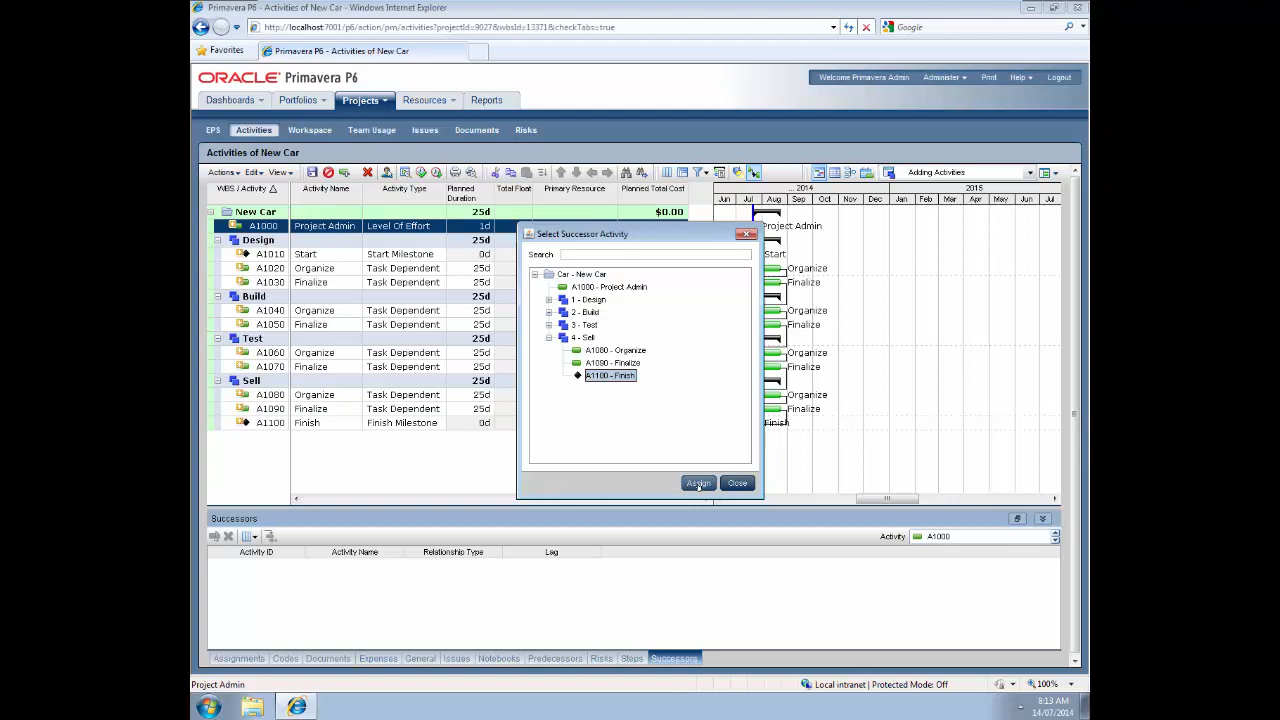 Primavera P6 - Activities of New Car - Windows Internet Explorer
http://localhost:7001/p6/action/pm/activities?projectId=9027&wbsId=13371&checkTabs=true
Google
Favorites
Primavera P6 - Activities of New Car
ORACLE Primavera P6
Welcome Primavera Admin Administer Print Help Logout
Dashboards Portfolios Projects Resources Reports
EPS Activities Workspace Team Usage Issues Documents Risks
Activities of New Car
Actions Edit View Adding Activities
WBS / Activity Activity Name Activity Type Planned Duration Total Float Primary Resource Planned Total Cost
... 2014 2015
Jun Jul Aug Sep Oct Nov Dec Jan Feb Mar Apr May Jun Jul
New Car 25d $0.00
A1000 Project Admin Level Of Effort 1d Project Admin
Design 25d
A1010 Start Start Milestone 0d Start
A1020 Organize Task Dependent 25d Organize
A1030 Finalize Task Dependent 25d Finalize
Build 25d
A1040 Organize Task Dependent 25d Organize
A1050 Finalize Task Dependent 25d Finalize
Test 25d
A1060 Organize Task Dependent 25d Organize
A1070 Finalize Task Dependent 25d Finalize
Sell 25d
A1080 Organize Task Dependent 25d Organize
A1090 Finalize Task Dependent 25d Finalize
A1100 Finish Finish Milestone 0d Finish
Select Successor Activity
Search
Car - New Car
A1000 - Project Admin
1 - Design
2 - Build
3 - Test
4 - Sell
A1080 - Organize
A1090 - Finalize
A1100 - Finish
Assign Close
Successors
Activity A1000
Activity ID Activity Name Relationship Type Lag
Assignments Codes Documents Expenses General Issues Notebooks Predecessors Risks Steps Successors
Project Admin Local intranet | Protected Mode: Off 100%
8:13 AM
14/07/2014